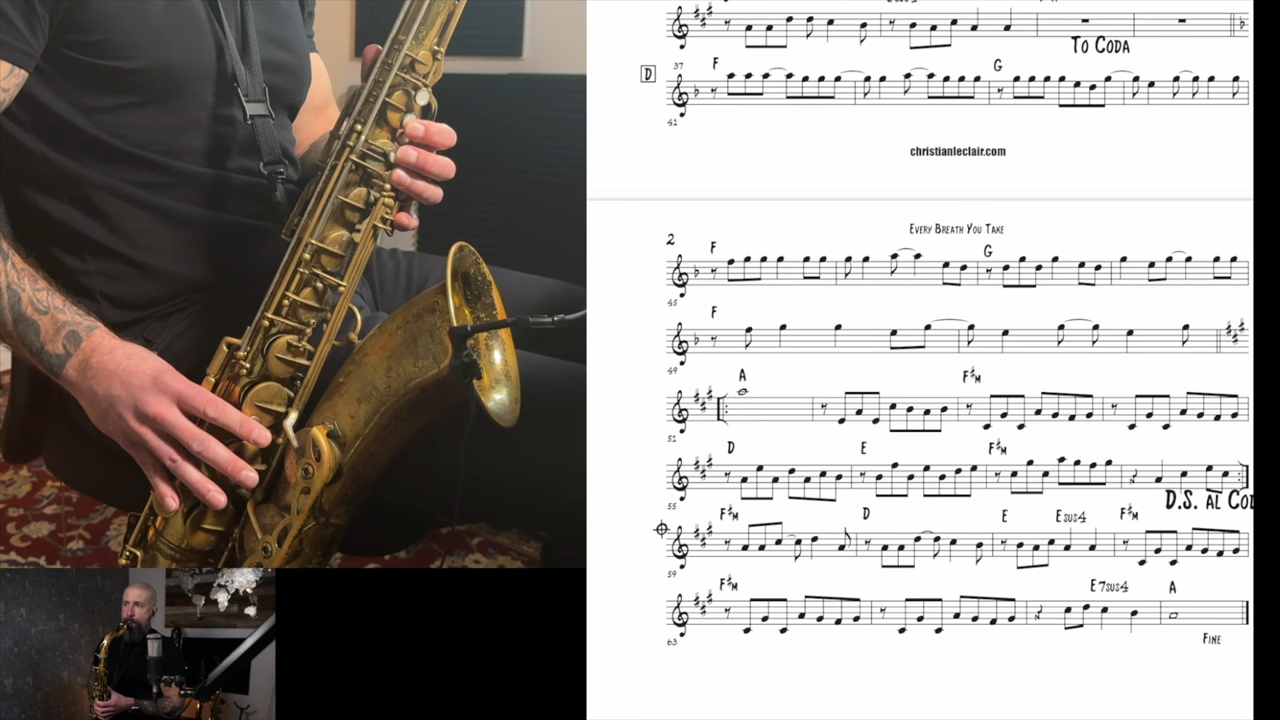 To Coda
D
37
F
G
41
christianleclair.com
2
Every Breath You Take
F
G
45
F
49
A
F#m
51
D
E
F#m
55
D.S. al Cod
F#m
D
E
Esus4
F#m
59
F#m
E7sus4
A
63
Fine